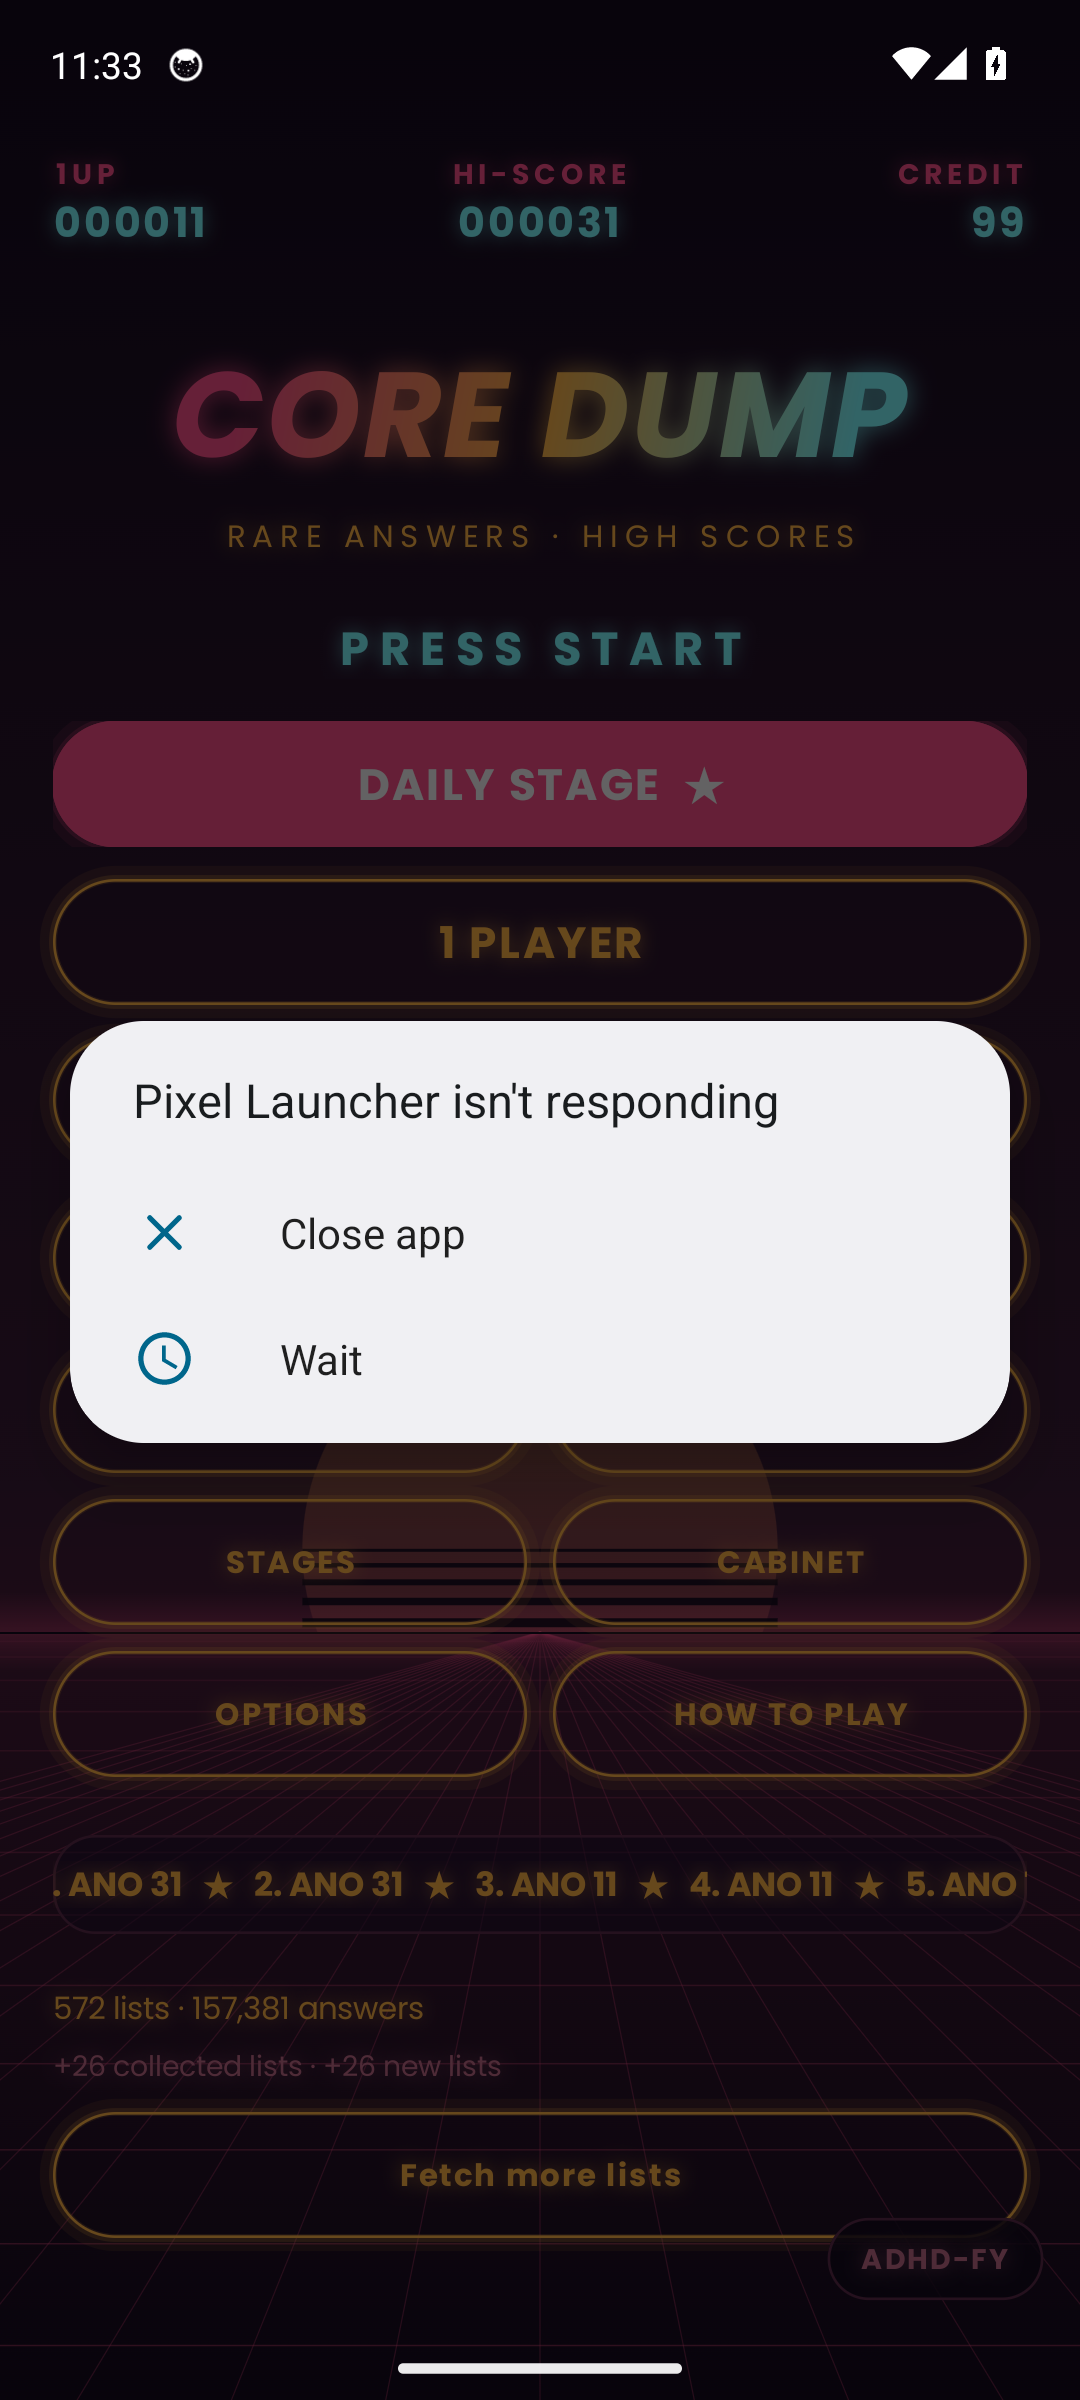 11:33
1UP HI-SCORE CREDIT
000011 000031 99
CORE DUMP
RARE ANSWERS · HIGH SCORES
PRESS START
DAILY STAGE ★
1 PLAYER
Pixel Launcher isn't responding
Close app
Wait
STAGES CABINET
OPTIONS HOW TO PLAY
. ANO 31 ★ 2. ANO 31 ★ 3. ANO 11 ★ 4. ANO 11 ★ 5. ANO
572 lists · 157,381 answers
+26 collected lists · +26 new lists
Fetch more lists
ADHD-FY